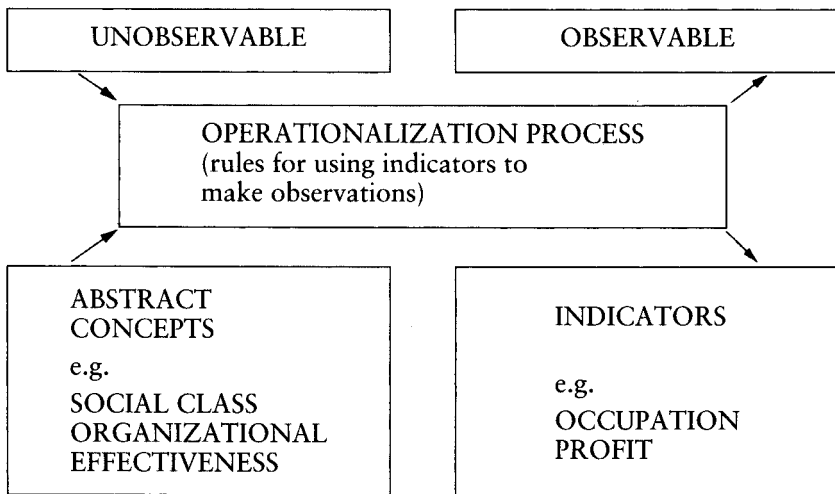 UNOBSERVABLE
OBSERVABLE
OPERATIONALIZATION PROCESS
(rules for using indicators to
make observations)
ABSTRACT
CONCEPTS
e.g.
SOCIAL CLASS
ORGANIZATIONAL
EFFECTIVENESS
INDICATORS
e.g.
OCCUPATION
PROFIT